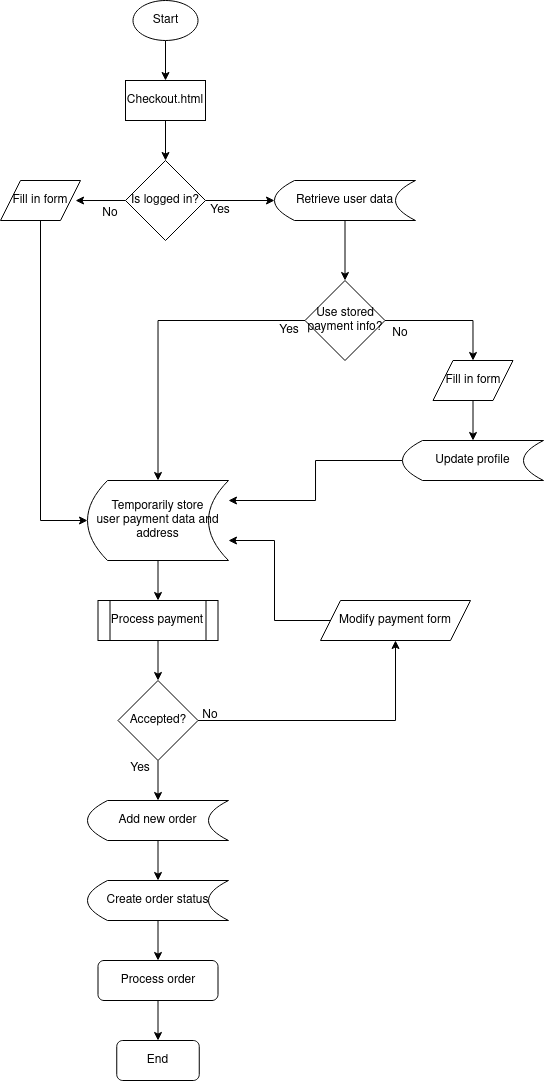 Start
Checkout.html
Fill in form
Is logged in?
Retrieve user data
No
Yes
Use stored
payment info?
Yes
No
Fill in form
Update profile
Temporarily store
user payment data and
address
Process payment
Modify payment form
Accepted?
No
Yes
Add new order
Create order status
Process order
End